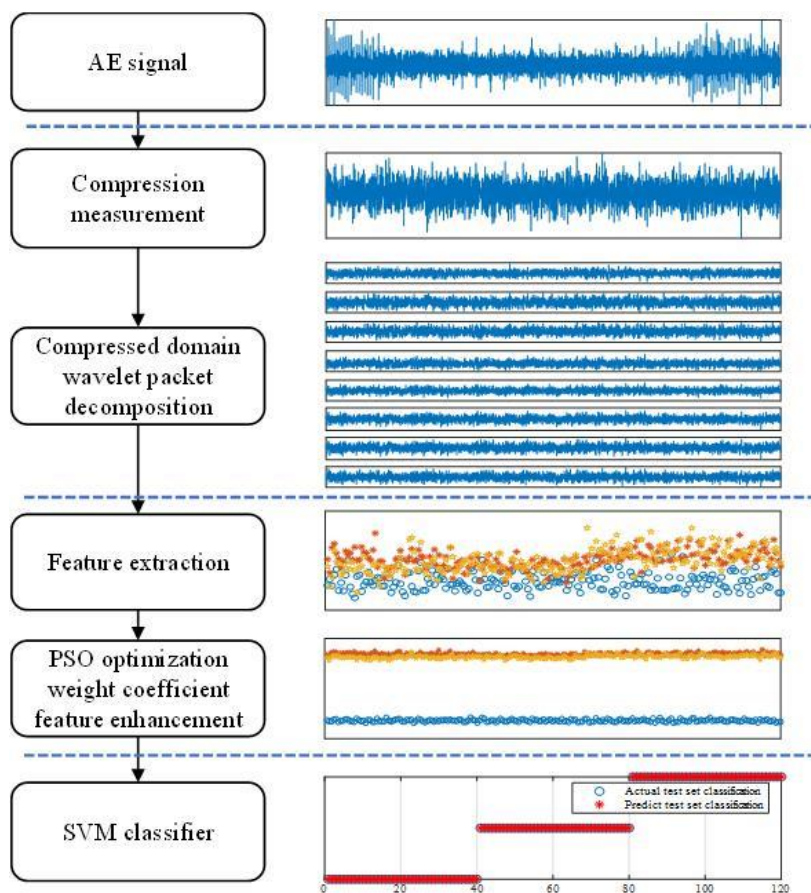 AE signal
Compression
measurement
Compressed domain
wavelet packet
decomposition
Feature extraction
PSO optimization
weight coefficient
feature enhancement
SVM classifier
Actual test set classification
Predict test set classification
0 20 40 60 80 100 120